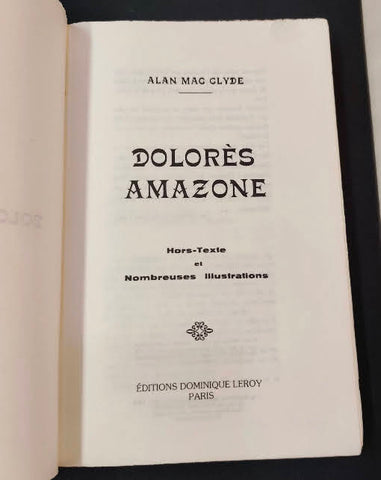 ALAN MAC CLYDE
DOLORÈS
AMAZONE
Hors-Texte
et
Nombreuses Illustrations
ÉDITIONS DOMINIQUE LEROY
PARIS